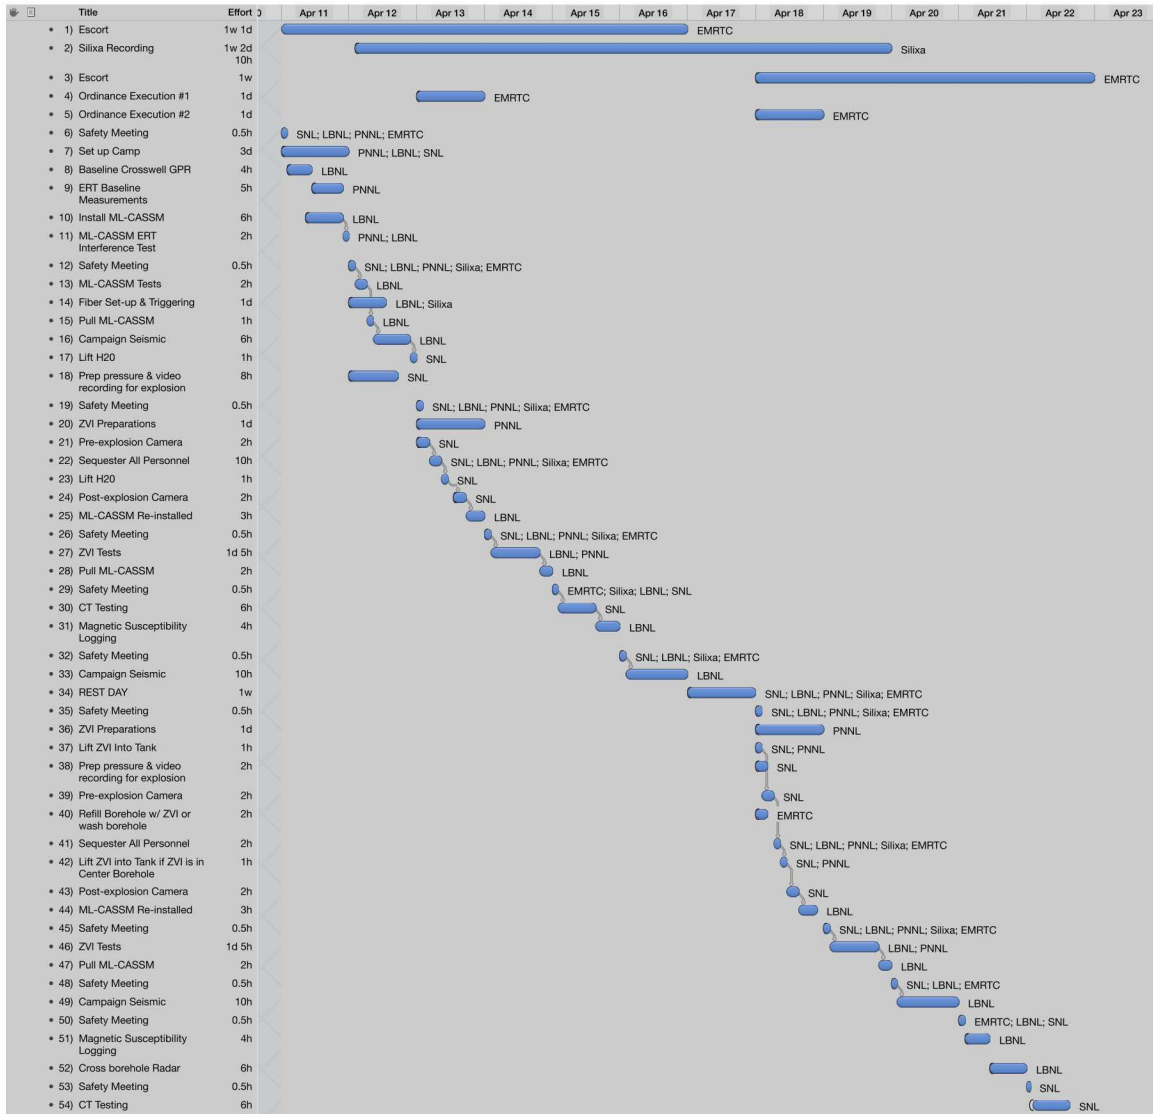 Title Effort 0 Apr 11 Apr 12 Apr 13 Apr 14 Apr 15 Apr 16 Apr 17 Apr 18 Apr 19 Apr 20 Apr 21 Apr 22 Apr 23
1) Escort 1w 1d EMRTC
2) Silixa Recording 1w 2d Silixa
10h
3) Escort 1w EMRTC
4) Ordinance Execution #1 1d EMRTC
5) Ordinance Execution #2 1d EMRTC
6) Safety Meeting 0.5h SNL; LBNL; PNNL; EMRTC
7) Set up Camp 3d PNNL; LBNL; SNL
8) Baseline Crosswell GPR 4h LBNL
9) ERT Baseline 5h PNNL
Measurements
10) Install ML-CASSM 6h LBNL
11) ML-CASSM ERT 2h PNNL; LBNL
Interference Test
12) Safety Meeting 0.5h SNL; LBNL; PNNL; Silixa; EMRTC
13) ML-CASSM Tests 2h LBNL
14) Fiber Set-up & Triggering 1d LBNL; Silixa
15) Pull ML-CASSM 1h LBNL
16) Campaign Seismic 6h LBNL
17) Lift H20 1h SNL
18) Prep pressure & video 8h SNL
recording for explosion
19) Safety Meeting 0.5h SNL; LBNL; PNNL; Silixa; EMRTC
20) ZVI Preparations 1d PNNL
21) Pre-explosion Camera 2h SNL
22) Sequester All Personnel 10h SNL; LBNL; PNNL; Silixa; EMRTC
23) Lift H20 1h SNL
24) Post-explosion Camera 2h SNL
25) ML-CASSM Re-installed 3h LBNL
26) Safety Meeting 0.5h SNL; LBNL; PNNL; Silixa; EMRTC
27) ZVI Tests 1d 5h LBNL; PNNL
28) Pull ML-CASSM 2h LBNL
29) Safety Meeting 0.5h EMRTC; Silixa; LBNL; SNL
30) CT Testing 6h SNL
31) Magnetic Susceptibility 4h LBNL
Logging
32) Safety Meeting 0.5h SNL; LBNL; Silixa; EMRTC
33) Campaign Seismic 10h LBNL
34) REST DAY 1w SNL; LBNL; PNNL; Silixa; EMRTC
35) Safety Meeting 0.5h SNL; LBNL; PNNL; Silixa; EMRTC
36) ZVI Preparations 1d PNNL
37) Lift ZVI Into Tank 1h SNL; PNNL
38) Prep pressure & video 2h SNL
recording for explosion
39) Pre-explosion Camera 2h SNL
40) Refill Borehole w/ ZVI or 2h EMRTC
wash borehole
41) Sequester All Personnel 2h SNL; LBNL; PNNL; Silixa; EMRTC
42) Lift ZVI into Tank if ZVI is in 1h SNL; PNNL
Center Borehole
43) Post-explosion Camera 2h SNL
44) ML-CASSM Re-installed 3h LBNL
45) Safety Meeting 0.5h SNL; LBNL; PNNL; Silixa; EMRTC
46) ZVI Tests 1d 5h LBNL; PNNL
47) Pull ML-CASSM 2h LBNL
48) Safety Meeting 0.5h SNL; LBNL; EMRTC
49) Campaign Seismic 10h LBNL
50) Safety Meeting 0.5h EMRTC; LBNL; SNL
51) Magnetic Susceptibility 4h LBNL
Logging
52) Cross borehole Radar 6h LBNL
53) Safety Meeting 0.5h SNL
54) CT Testing 6h SNL